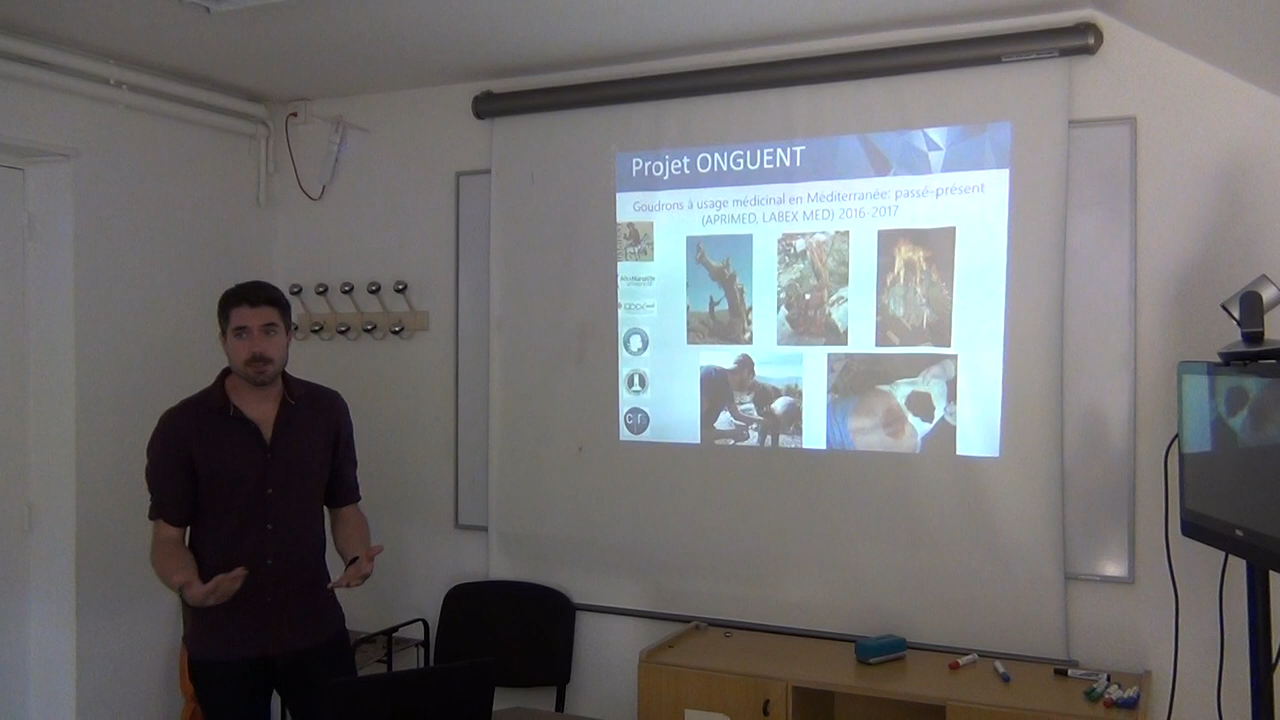 Projet ONGUENT
Goudrons à usage médicinal en Méditerranée: passé-présent
(APRIMED, LABEX MED) 2016-2017